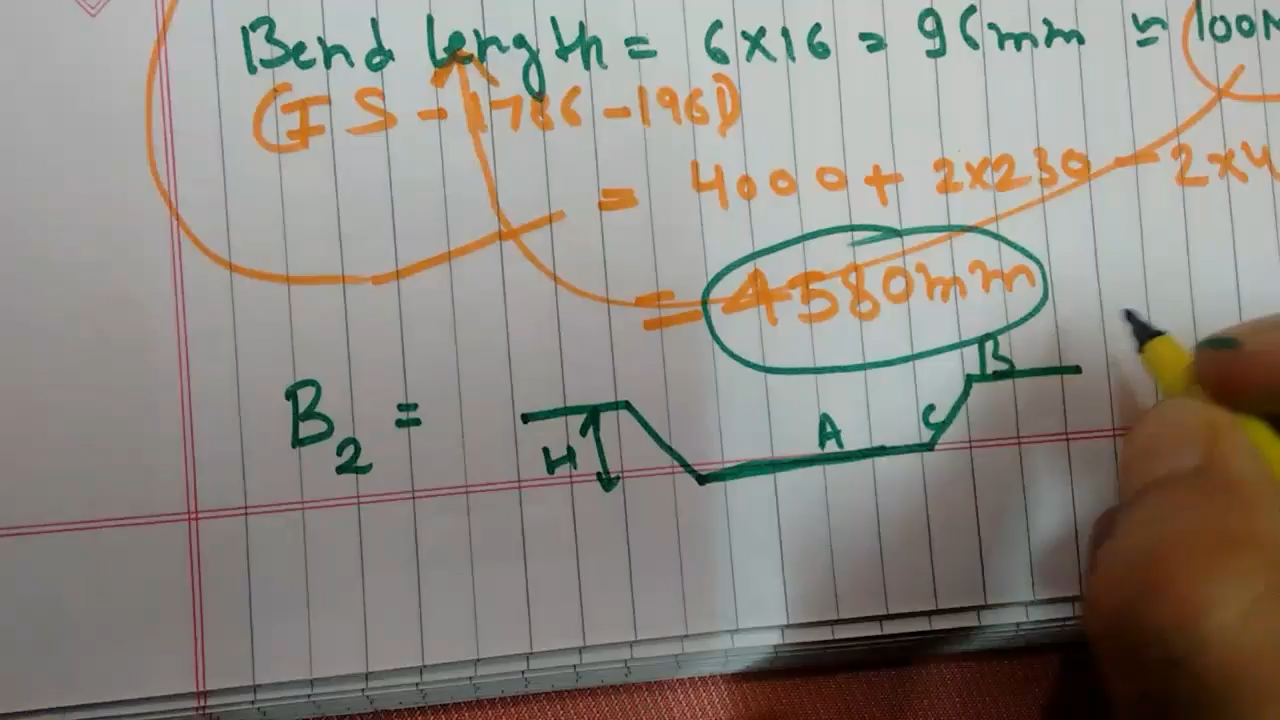 Bend length = 6×16 = 96mm ≈ 100
(IS-1786-1961)
= 4000 + 2×230 - 2×4
= 4580mm
B
B2 =
H
A
C